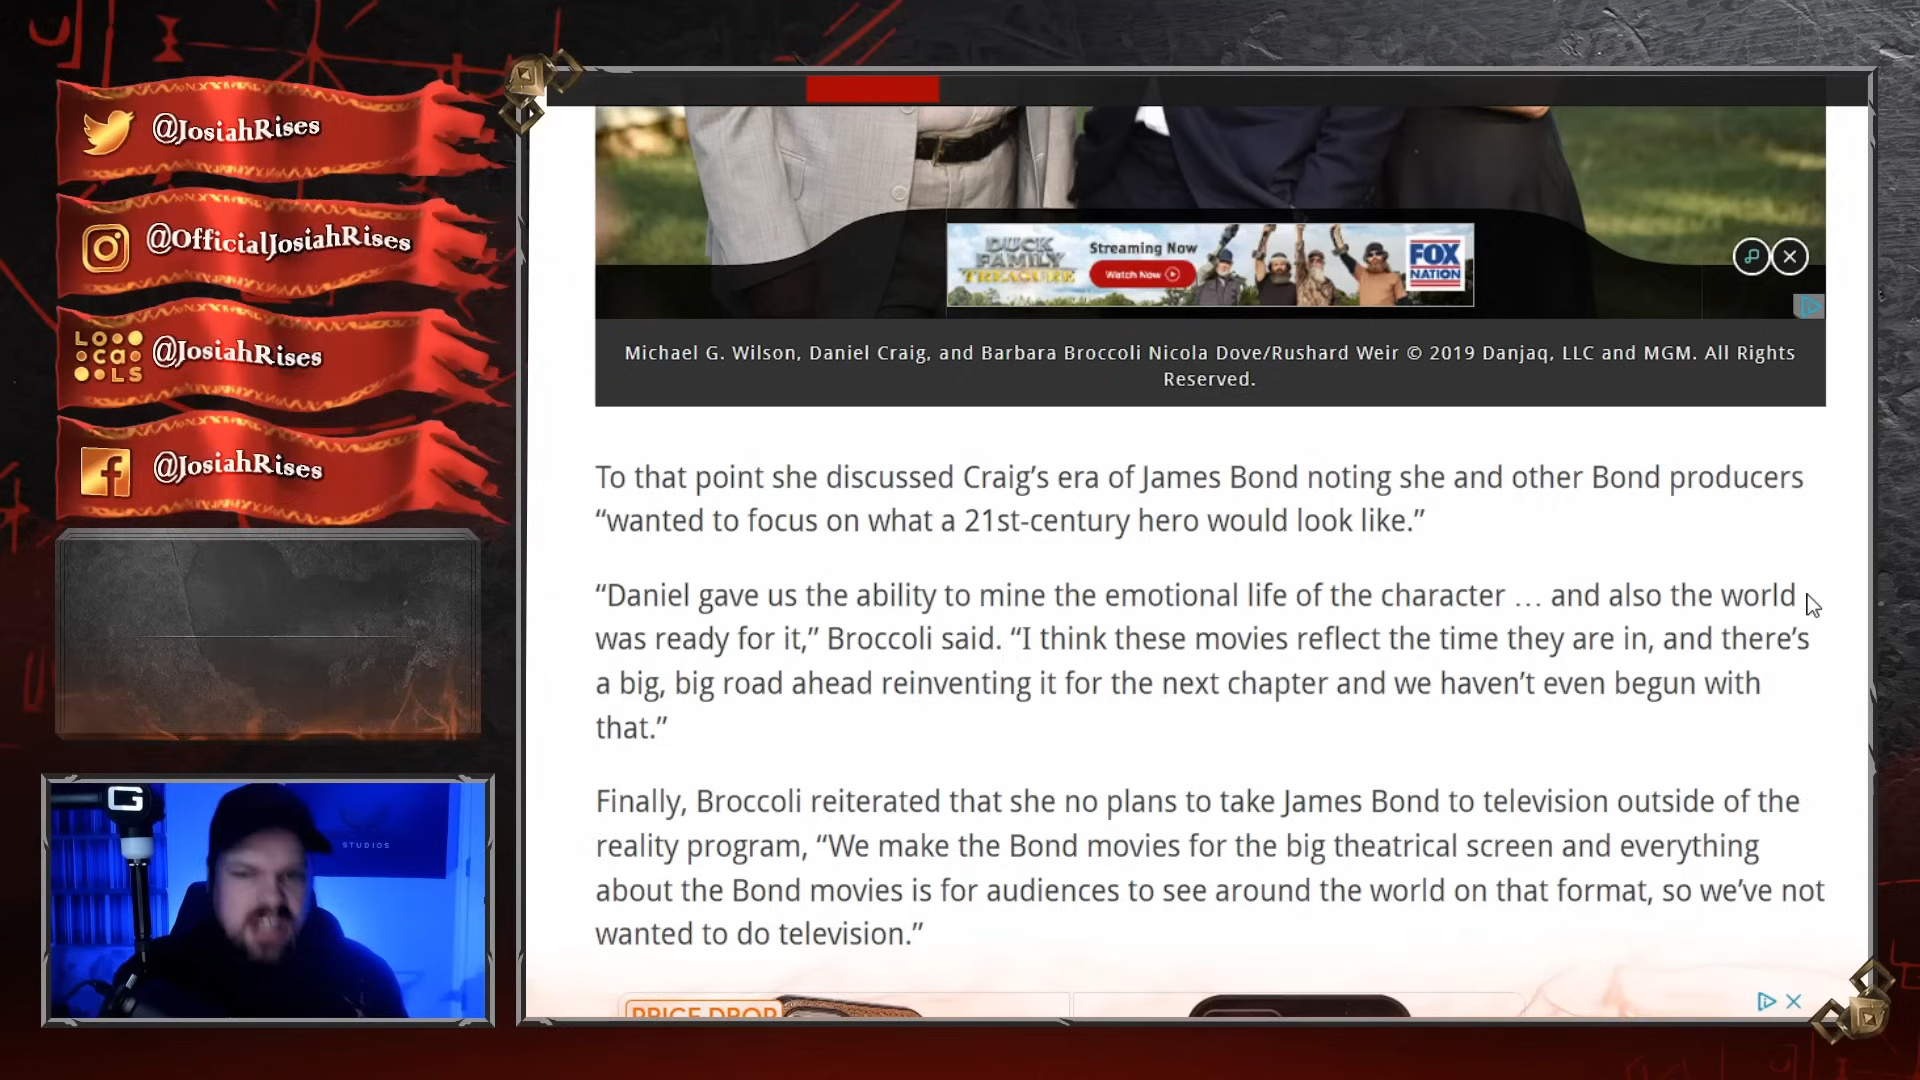 @JosiahRises
@OfficialJosiahRises
LOCALS
@JosiahRises
@JosiahRises
G
STUDIOS
DUCK
FAMILY
TREASURE
Streaming Now
Watch Now
FOX
NATION
Michael G. Wilson, Daniel Craig, and Barbara Broccoli Nicola Dove/Rushard Weir © 2019 Danjaq, LLC and MGM. All Rights
Reserved.
To that point she discussed Craig’s era of James Bond noting she and other Bond producers
“wanted to focus on what a 21st-century hero would look like.”
“Daniel gave us the ability to mine the emotional life of the character … and also the world
was ready for it,” Broccoli said. “I think these movies reflect the time they are in, and there’s
a big, big road ahead reinventing it for the next chapter and we haven’t even begun with
that.”
Finally, Broccoli reiterated that she no plans to take James Bond to television outside of the
reality program, “We make the Bond movies for the big theatrical screen and everything
about the Bond movies is for audiences to see around the world on that format, so we’ve not
wanted to do television.”
PRICE DROP